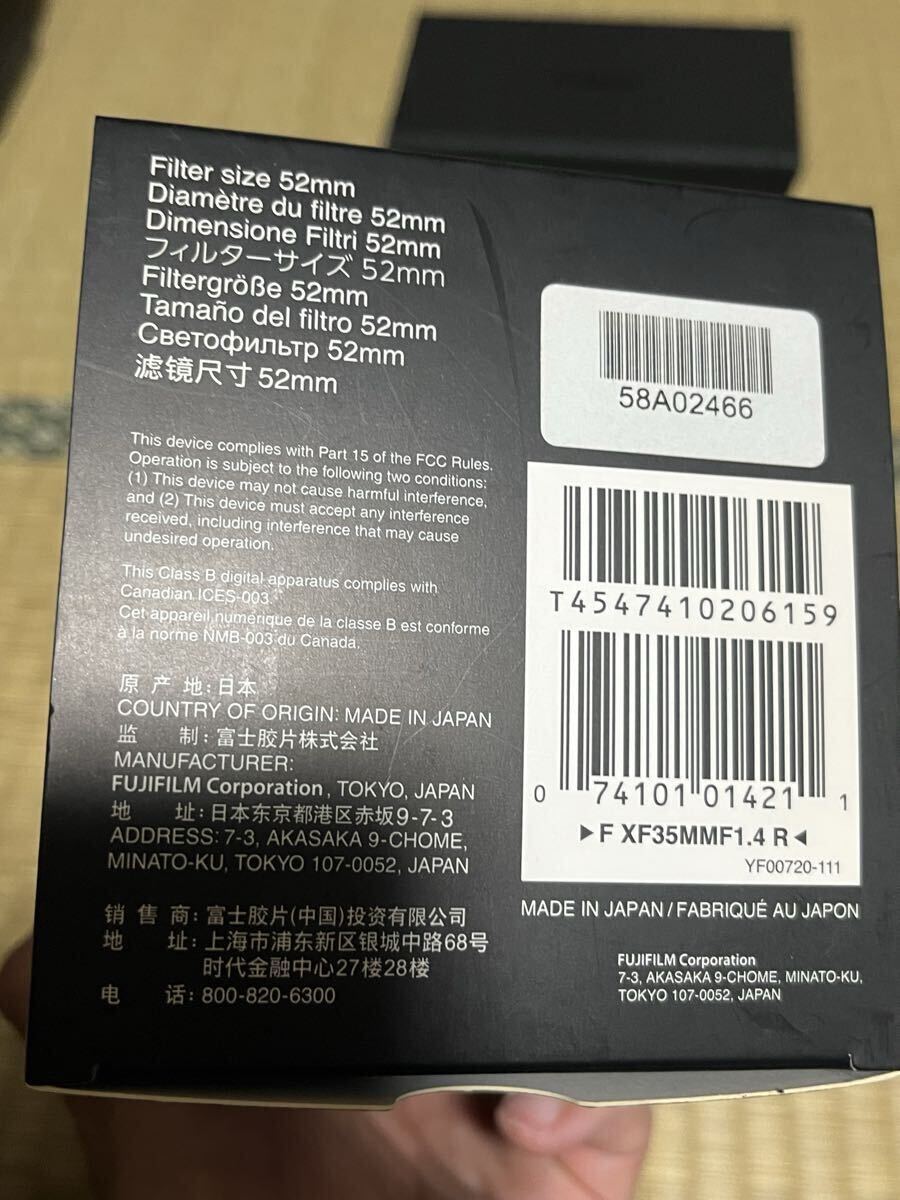 Filter size 52mm
Diamètre du filtre 52mm
Dimensione Filtri 52mm
フィルターサイズ 52mm
Filtergröße 52mm
Tamaño del filtro 52mm
Светофильтр 52mm
滤镜尺寸 52mm
This device complies with Part 15 of the FCC Rules.
Operation is subject to the following two conditions:
(1) This device may not cause harmful interference,
and (2) This device must accept any interference
received, including interference that may cause
undesired operation.
This Class B digital apparatus complies with
Canadian ICES-003.
Cet appareil numérique de la classe B est conforme
à la norme NMB-003 du Canada.
原 产 地: 日本
COUNTRY OF ORIGIN: MADE IN JAPAN
监 制: 富士胶片株式会社
MANUFACTURER:
FUJIFILM Corporation, TOKYO, JAPAN
地 址: 日本东京都港区赤坂9-7-3
ADDRESS: 7-3, AKASAKA 9-CHOME,
MINATO-KU, TOKYO 107-0052, JAPAN
销 售 商: 富士胶片(中国)投资有限公司
地 址: 上海市浦东新区银城中路68号
时代金融中心27楼28楼
电 话: 800-820-6300
58A02466
T4547410206159
0 74101 01421 1
▶F XF35MMF1.4 R◀
YF00720-111
MADE IN JAPAN / FABRIQUÉ AU JAPON
FUJIFILM Corporation
7-3, AKASAKA 9-CHOME, MINATO-KU,
TOKYO 107-0052, JAPAN